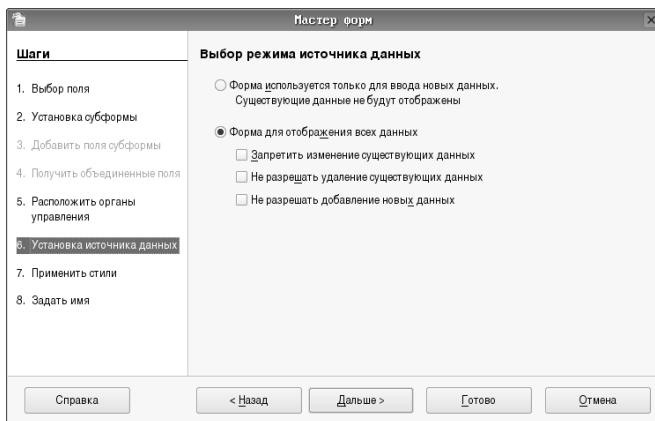 Мастер форм
Шаги
1. Выбор поля
2. Установка субформы
3. Добавить поля субформы
4. Получить объединенные поля
5. Расположить органы
управления
6. Установка источника данных
7. Применить стили
8. Задать имя
Выбор режима источника данных
Форма используется только для ввода новых данных.
Существующие данные не будут отображены
Форма для отображения всех данных
Запретить изменение существующих данных
Не разрешать удаление существующих данных
Не разрешать добавление новых данных
Справка
< Назад
Дальше >
Готово
Отмена